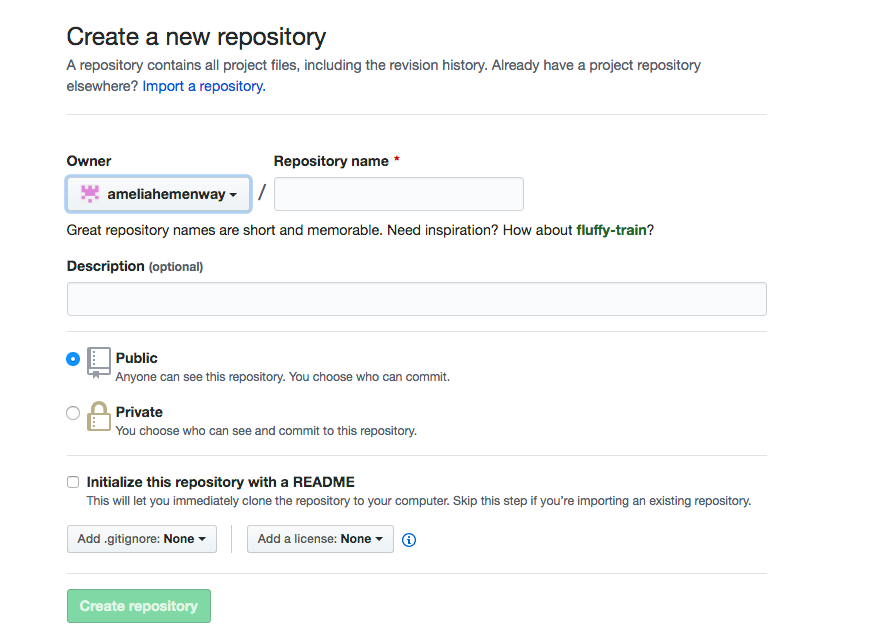 Create a new repository
A repository contains all project files, including the revision history. Already have a project repository
elsewhere? Import a repository.
Owner
Repository name *
ameliahemenway
/
Great repository names are short and memorable. Need inspiration? How about fluffy-train?
Description (optional)
Public
Anyone can see this repository. You choose who can commit.
Private
You choose who can see and commit to this repository.
Initialize this repository with a README
This will let you immediately clone the repository to your computer. Skip this step if you’re importing an existing repository.
Add .gitignore: None
Add a license: None
Create repository